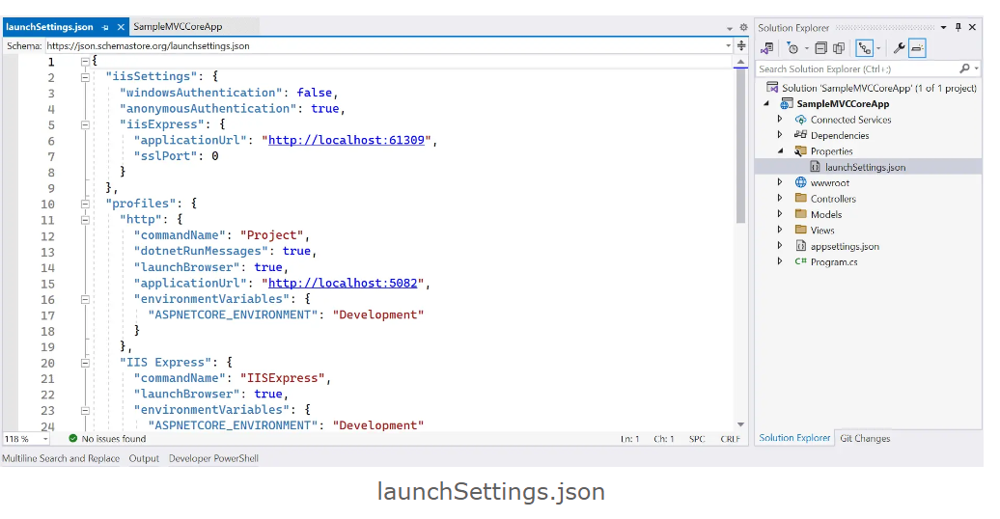 launchSettings.json
SampleMVCCoreApp
Schema: https://json.schemastore.org/launchsettings.json
1 {
2 "iisSettings": {
3 "windowsAuthentication": false,
4 "anonymousAuthentication": true,
5 "iisExpress": {
6 "applicationUrl": "http://localhost:61309",
7 "sslPort": 0
8 }
9 },
10 "profiles": {
11 "http": {
12 "commandName": "Project",
13 "dotnetRunMessages": true,
14 "launchBrowser": true,
15 "applicationUrl": "http://localhost:5082",
16 "environmentVariables": {
17 "ASPNETCORE_ENVIRONMENT": "Development"
18 }
19 },
20 "IIS Express": {
21 "commandName": "IISExpress",
22 "launchBrowser": true,
23 "environmentVariables": {
24 "ASPNETCORE_ENVIRONMENT": "Development"
118 % No issues found Ln: 1 Ch: 1 SPC CRLF
Multiline Search and Replace Output Developer PowerShell
Solution Explorer
Search Solution Explorer (Ctrl+;)
Solution 'SampleMVCCoreApp' (1 of 1 project)
SampleMVCCoreApp
Connected Services
Dependencies
Properties
launchSettings.json
wwwroot
Controllers
Models
Views
appsettings.json
C# Program.cs
Solution Explorer Git Changes
launchSettings.json